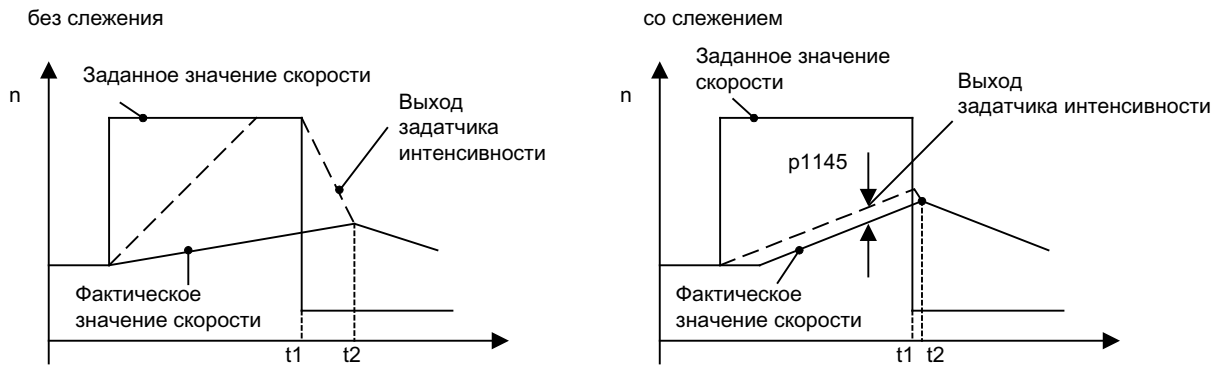 без слежения
n
Заданное значение скорости
Выход
задатчика
интенсивности
Фактическое
значение скорости
t1
t2
со слежением
n
Заданное значение
скорости
Выход
задатчика интенсивности
p1145
Фактическое
значение скорости
t1
t2